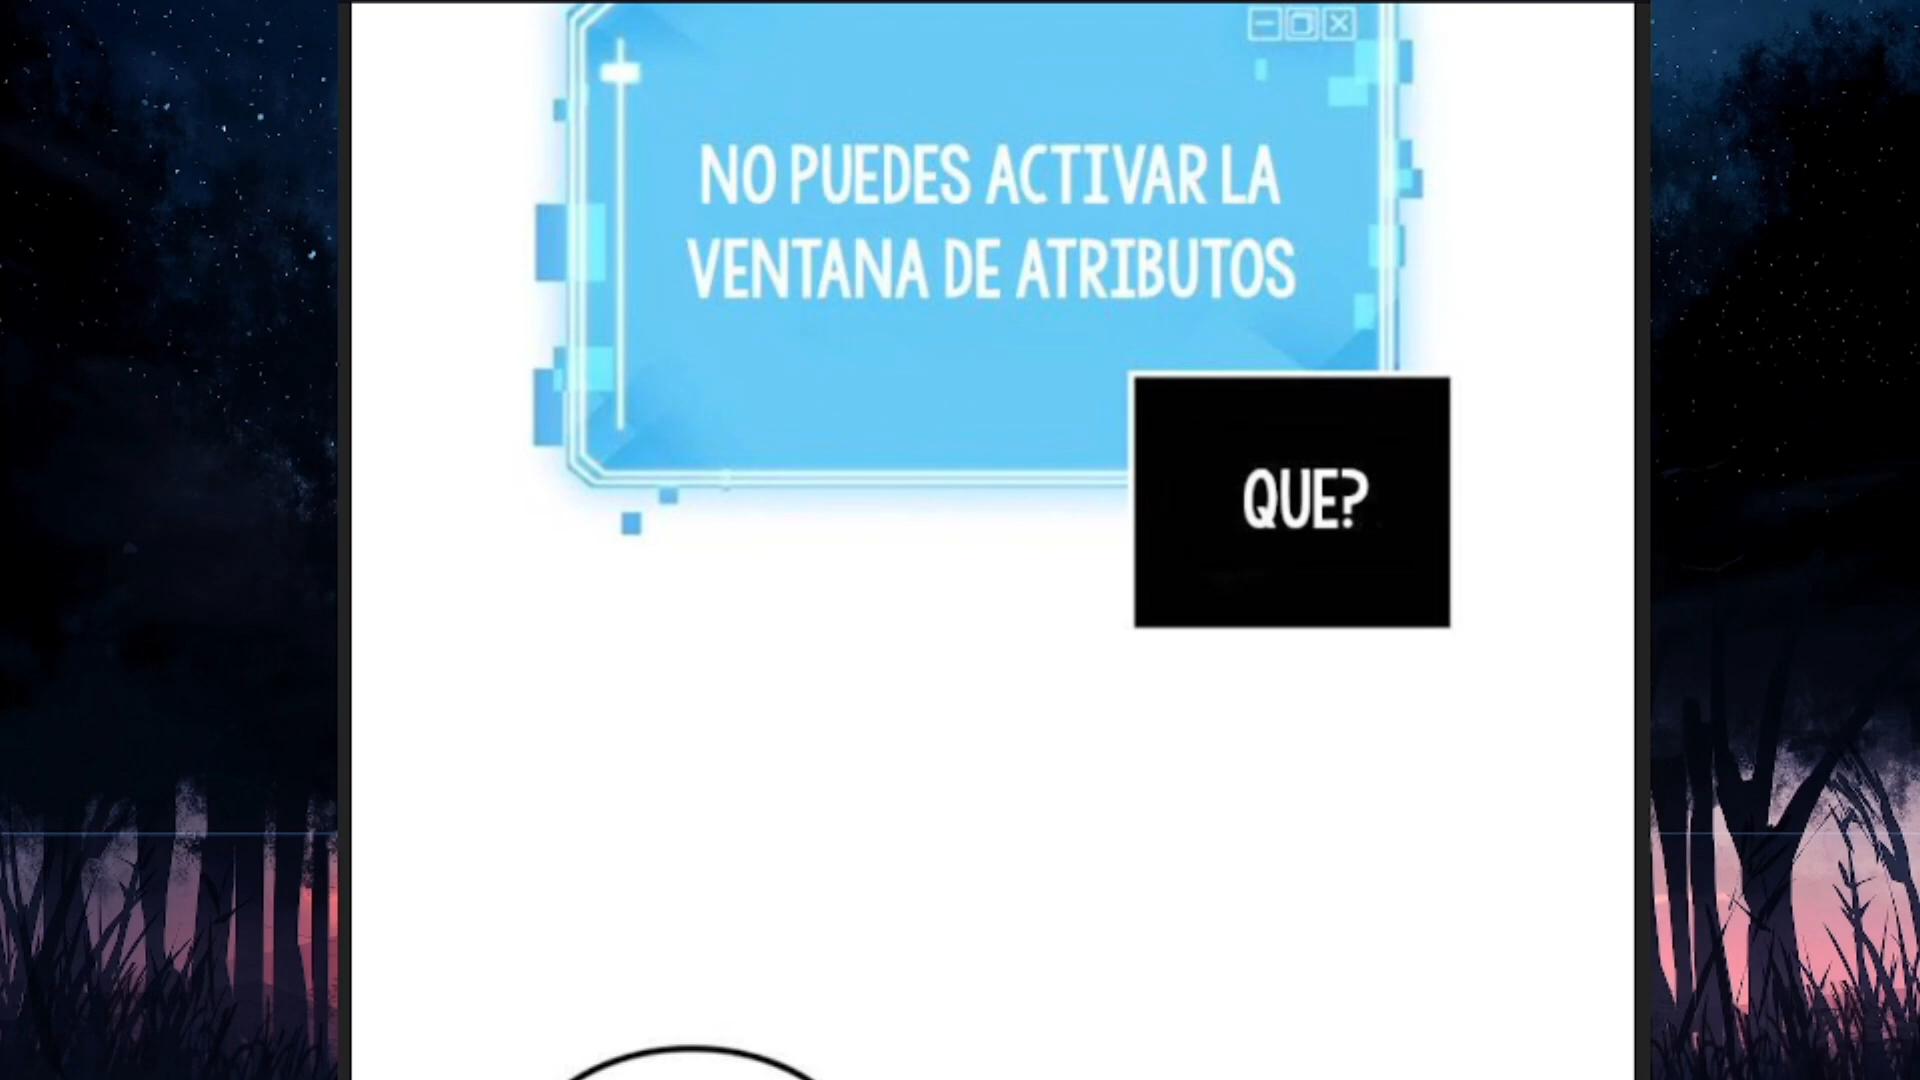 NO PUEDES ACTIVAR LA
VENTANA DE ATRIBUTOS
QUE?